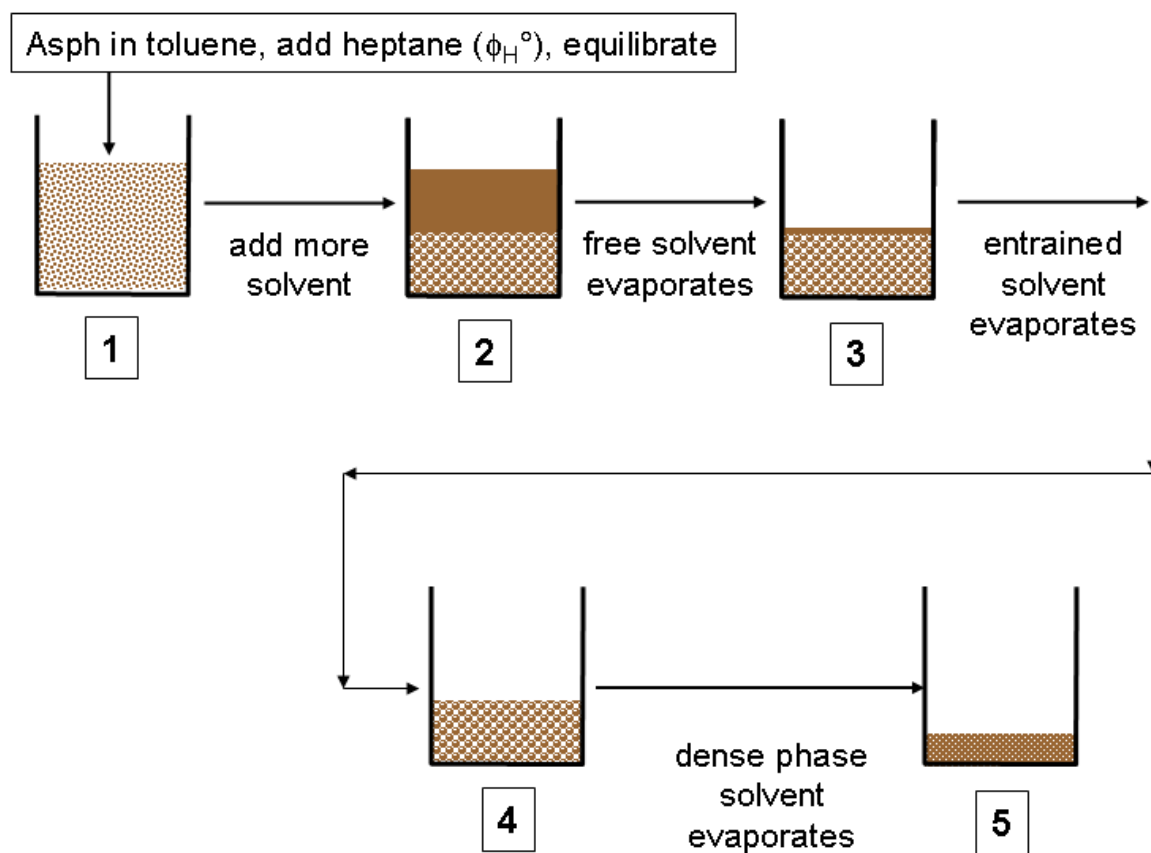 Asph in toluene, add heptane (ϕH°), equilibrate
add more
solvent
free solvent
evaporates
entrained
solvent
evaporates
1
2
3
dense phase
solvent
evaporates
4
5